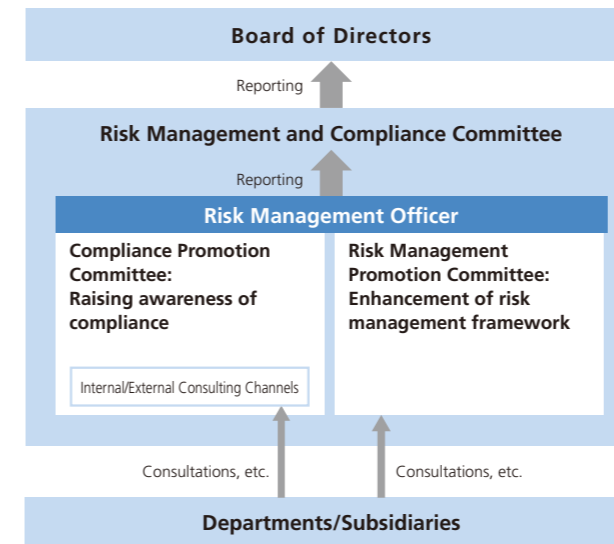 Board of Directors
Reporting
Risk Management and Compliance Committee
Reporting
Risk Management Officer
Compliance Promotion
Committee:
Raising awareness of
compliance
Internal/External Consulting Channels
Risk Management
Promotion Committee:
Enhancement of risk
management framework
Consultations, etc.
Consultations, etc.
Departments/Subsidiaries